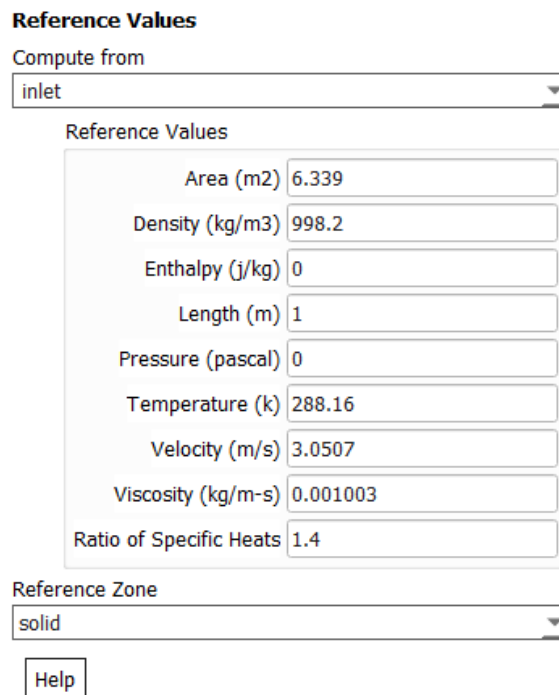 Reference Values
Compute from
inlet
Reference Values
Area (m2) 6.339
Density (kg/m3) 998.2
Enthalpy (j/kg) 0
Length (m) 1
Pressure (pascal) 0
Temperature (k) 288.16
Velocity (m/s) 3.0507
Viscosity (kg/m-s) 0.001003
Ratio of Specific Heats 1.4
Reference Zone
solid
Help